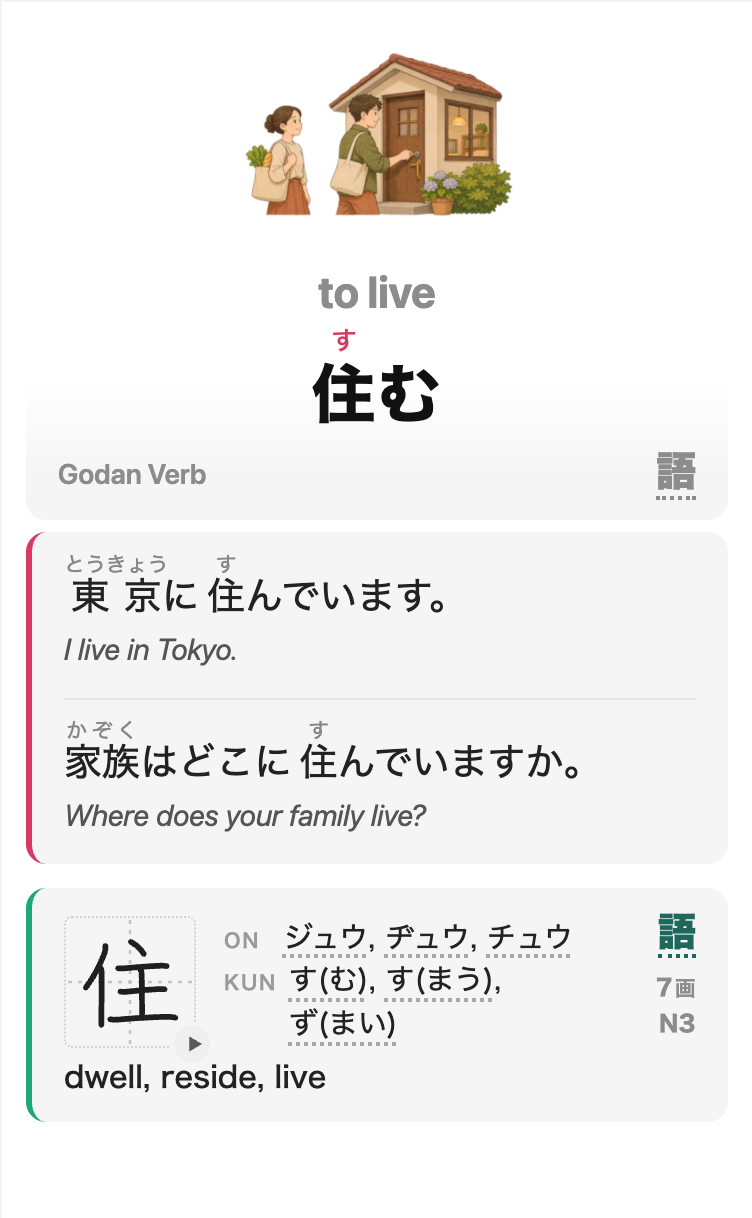 to live
す
住む
Godan Verb
語
とうきょう す
東京に住んでいます。
I live in Tokyo.
かぞく す
家族はどこに住んでいますか。
Where does your family live?
住
ON ジュウ, ヂュウ, チュウ
KUN す(む), す(まう),
ず(まい)
語
7画
N3
dwell, reside, live